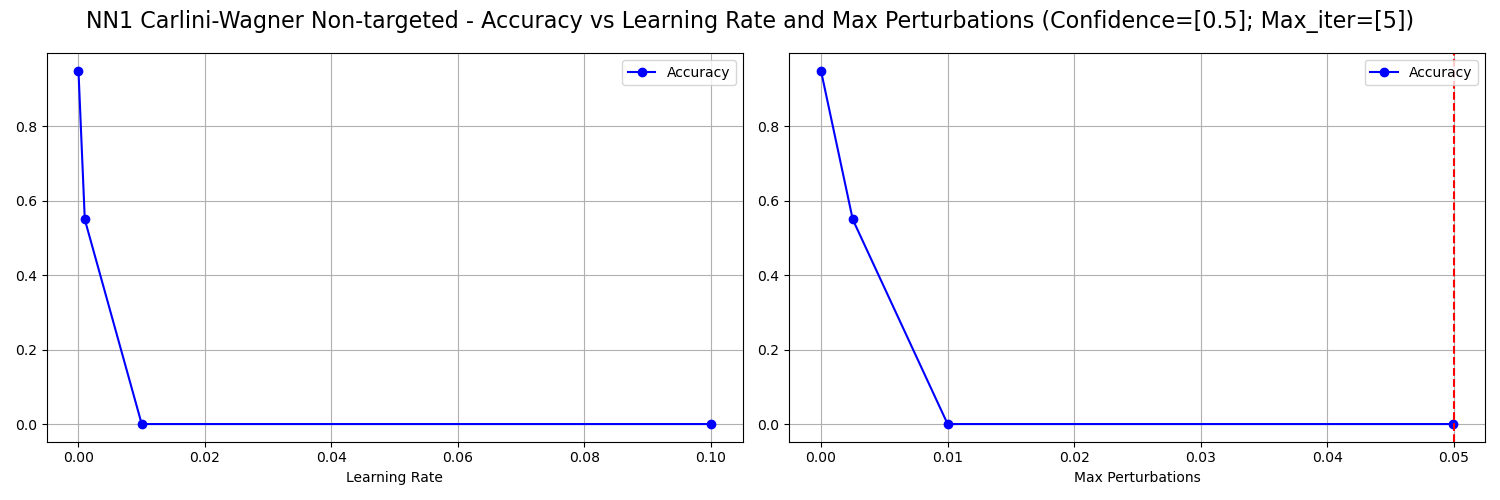 NN1 Carlini-Wagner Non-targeted - Accuracy vs Learning Rate and Max Perturbations (Confidence=[0.5]; Max_iter=[5])
Accuracy
0.8
0.6
0.4
0.2
0.0
0.00 0.02 0.04 0.06 0.08 0.10
Learning Rate
Accuracy
0.8
0.6
0.4
0.2
0.0
0.00 0.01 0.02 0.03 0.04 0.05
Max Perturbations